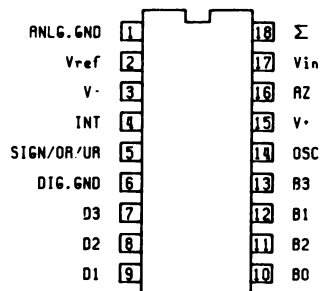 ANLG.GND 1 18 Σ
Vref 2 17 Vin
V- 3 16 AZ
INT 4 15 V+
SIGN/OR/UR 5 14 OSC
DIG.GND 6 13 B3
D3 7 12 B1
D2 8 11 B2
D1 9 10 B0